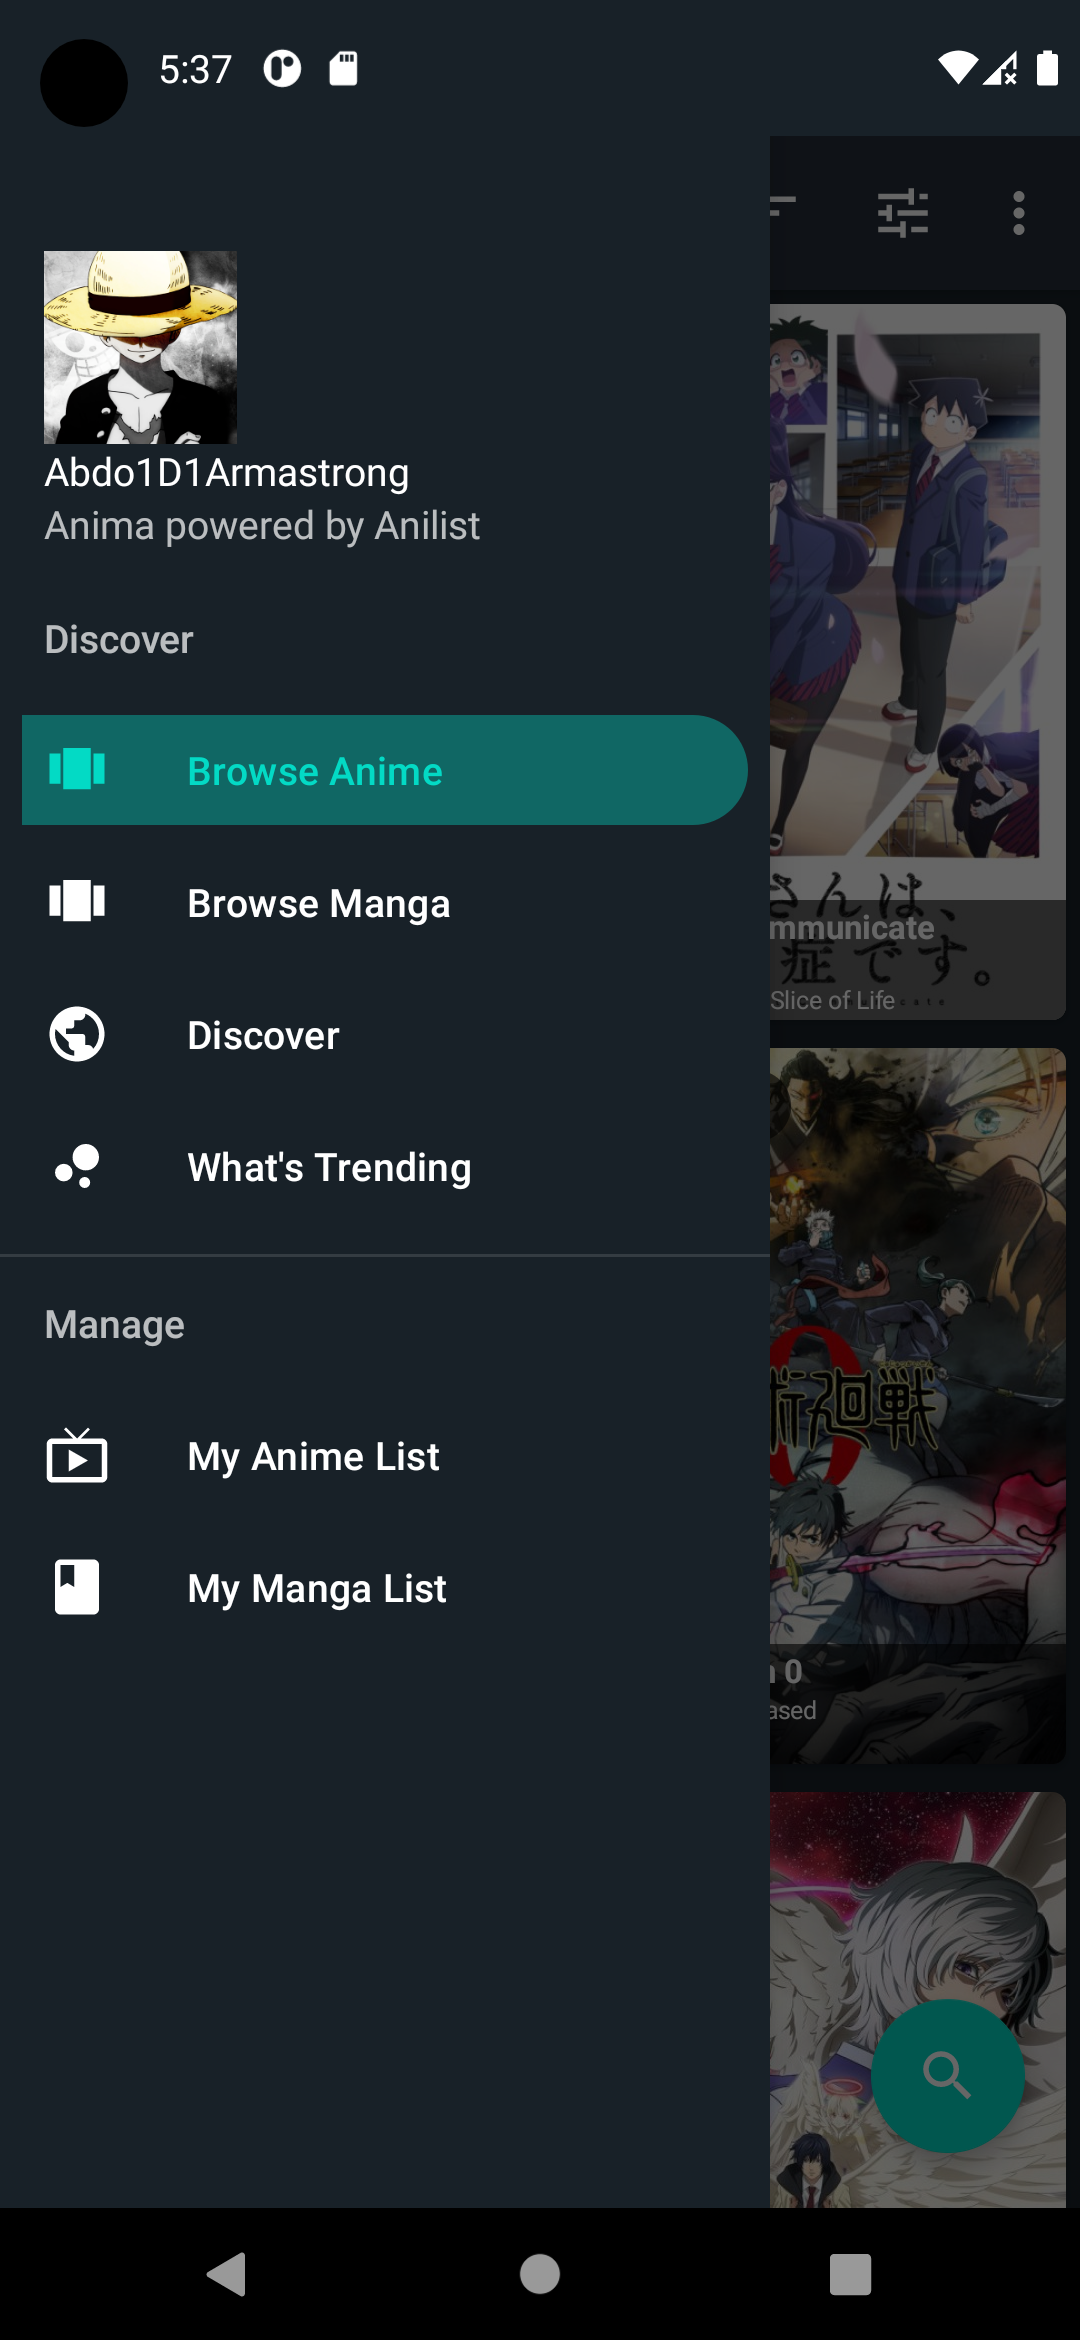 5:37
Abdo1D1Armastrong
Anima powered by Anilist
Discover
Browse Anime
Browse Manga
Discover
What's Trending
Manage
My Anime List
My Manga List
さんは、
mmunicate
症です。
Slice of Life
廻戦
0
ased